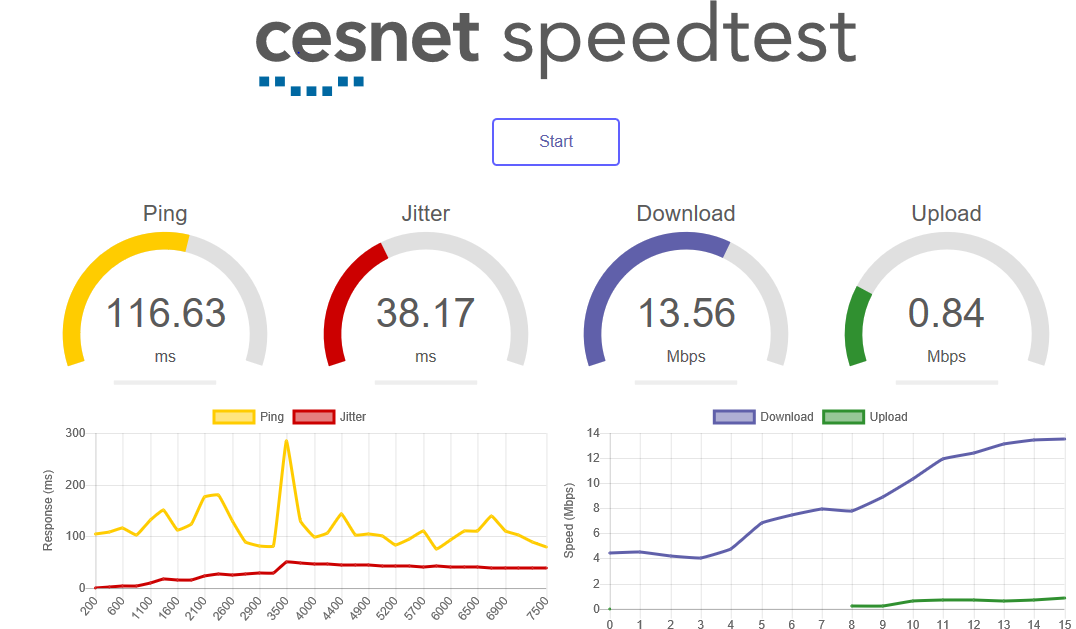 cesnet speedtest
Start
Ping Jitter Download Upload
116.63 38.17 13.56 0.84
ms ms Mbps Mbps
Ping Jitter
Response (ms)
300
200
100
0
200 600 1100 1600 2100 2600 2900 3500 4000 4400 4900 5200 5700 6000 6500 6900 7500
Download Upload
Speed (Mbps)
14
12
10
8
6
4
2
0
0 1 2 3 4 5 6 7 8 9 10 11 12 13 14 15